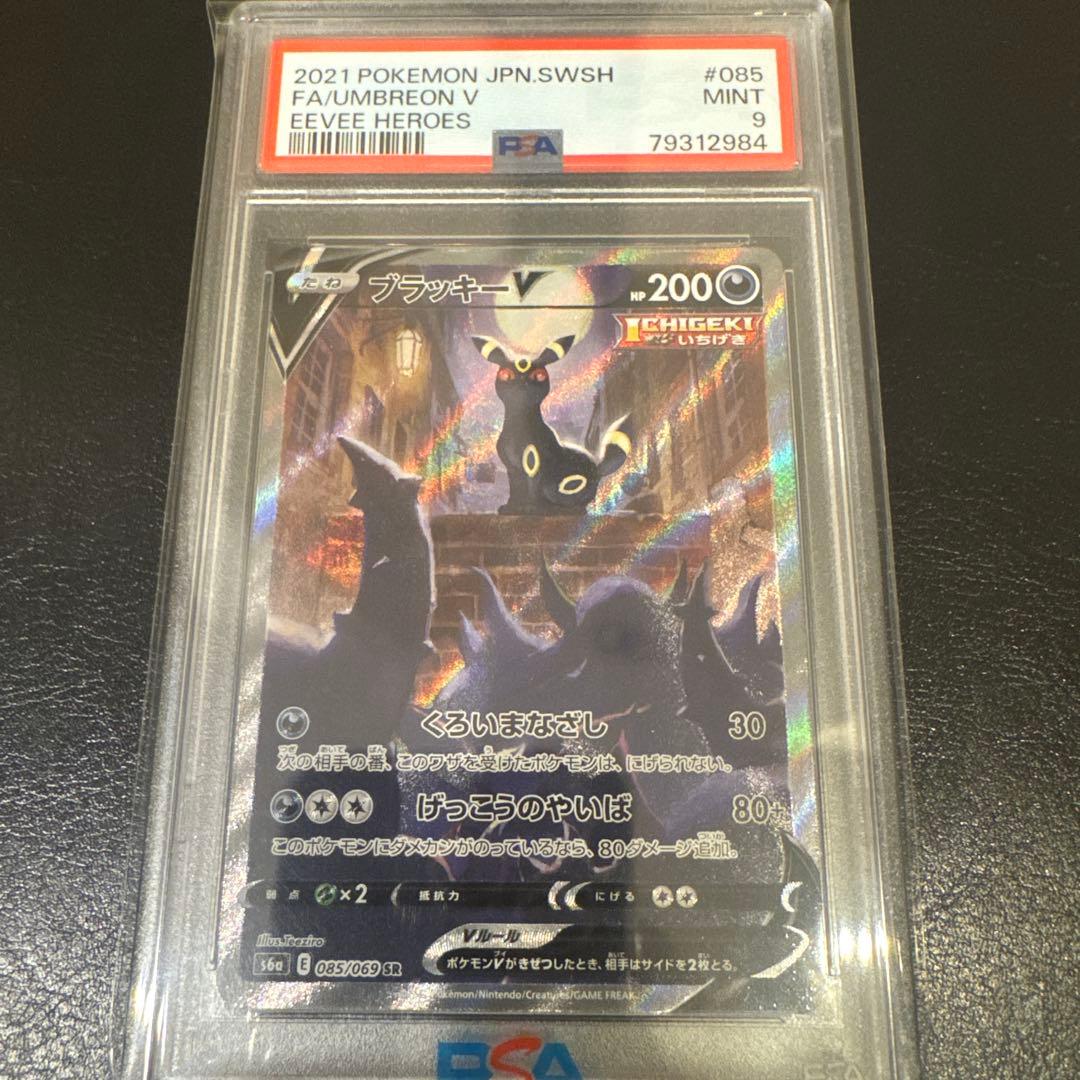 2021 POKEMON JPN.SWSH #085
FA/UMBREON V MINT
EEVEE HEROES 9
PSA 79312984
たね ブラッキーV HP 200
ICHIGEKI
いちげき
くろいまなざし 30
次の相手の番、このワザを受けたポケモンは、にげられない。
げっこうのやいば 80+
このポケモンにダメカンがのっているなら、80ダメージ追加。
弱点 ×2 抵抗力 にげる
Illus.Teeziro
Vルール
s6a E 085/069 SR ポケモンVがきぜつしたとき、相手はサイドを2枚とる。
Pokémon/Nintendo/Creatures/GAME FREAK
PSA